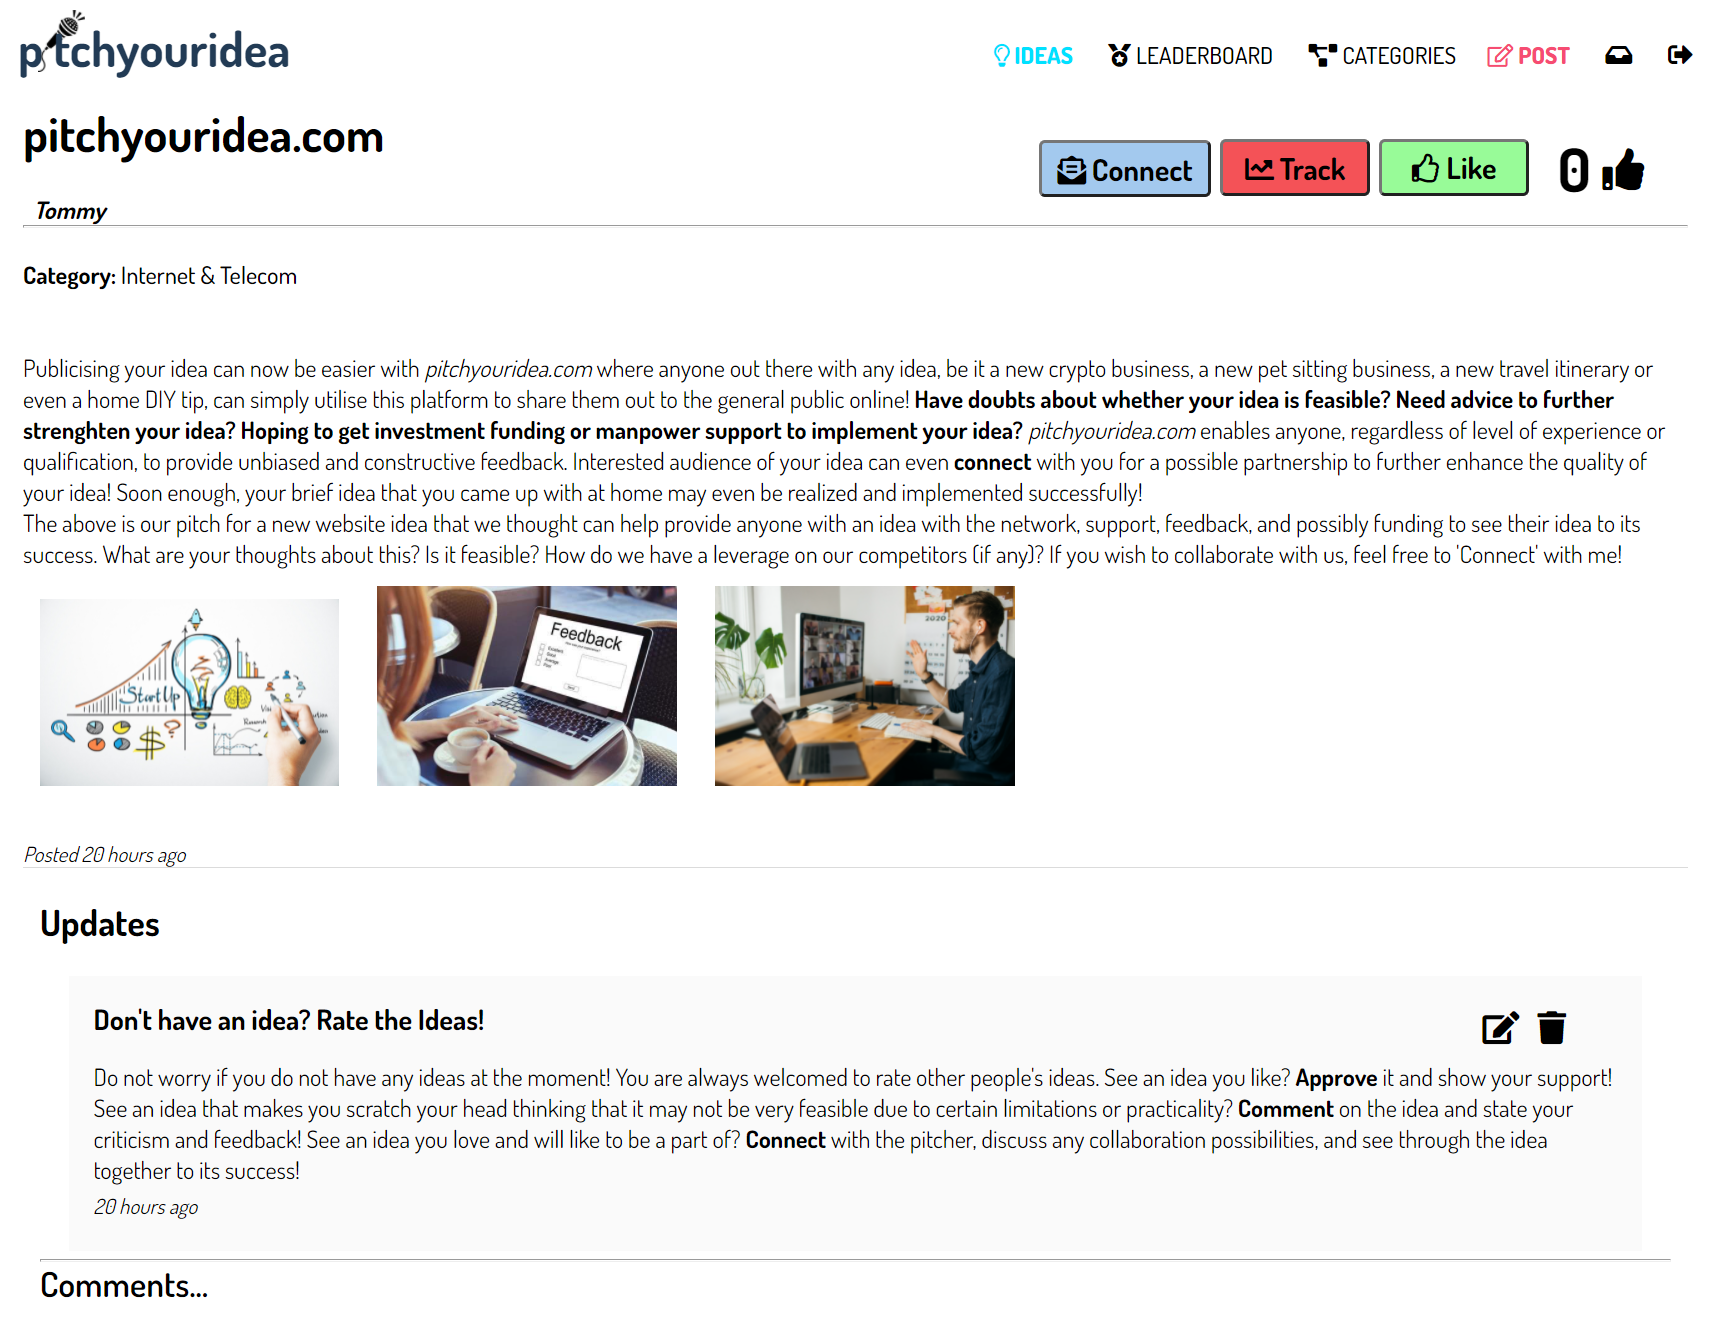 pitchyouridea
IDEAS LEADERBOARD CATEGORIES POST
pitchyouridea.com
Connect Track Like 0
Tommy
Category: Internet & Telecom
Publicising your idea can now be easier with pitchyouridea.com where anyone out there with any idea, be it a new crypto business, a new pet sitting business, a new travel itinerary or
even a home DIY tip, can simply utilise this platform to share them out to the general public online! Have doubts about whether your idea is feasible? Need advice to further
strenghten your idea? Hoping to get investment funding or manpower support to implement your idea? pitchyouridea.com enables anyone, regardless of level of experience or
qualification, to provide unbiased and constructive feedback. Interested audience of your idea can even connect with you for a possible partnership to further enhance the quality of
your idea! Soon enough, your brief idea that you came up with at home may even be realized and implemented successfully!
The above is our pitch for a new website idea that we thought can help provide anyone with an idea with the network, support, feedback, and possibly funding to see their idea to its
success. What are your thoughts about this? Is it feasible? How do we have a leverage on our competitors (if any)? If you wish to collaborate with us, feel free to 'Connect' with me!
StartUp
Research
Feedback
2020
Posted 20 hours ago
Updates
Don't have an idea? Rate the Ideas!
Do not worry if you do not have any ideas at the moment! You are always welcomed to rate other people's ideas. See an idea you like? Approve it and show your support!
See an idea that makes you scratch your head thinking that it may not be very feasible due to certain limitations or practicality? Comment on the idea and state your
criticism and feedback! See an idea you love and will like to be a part of? Connect with the pitcher, discuss any collaboration possibilities, and see through the idea
together to its success!
20 hours ago
Comments...